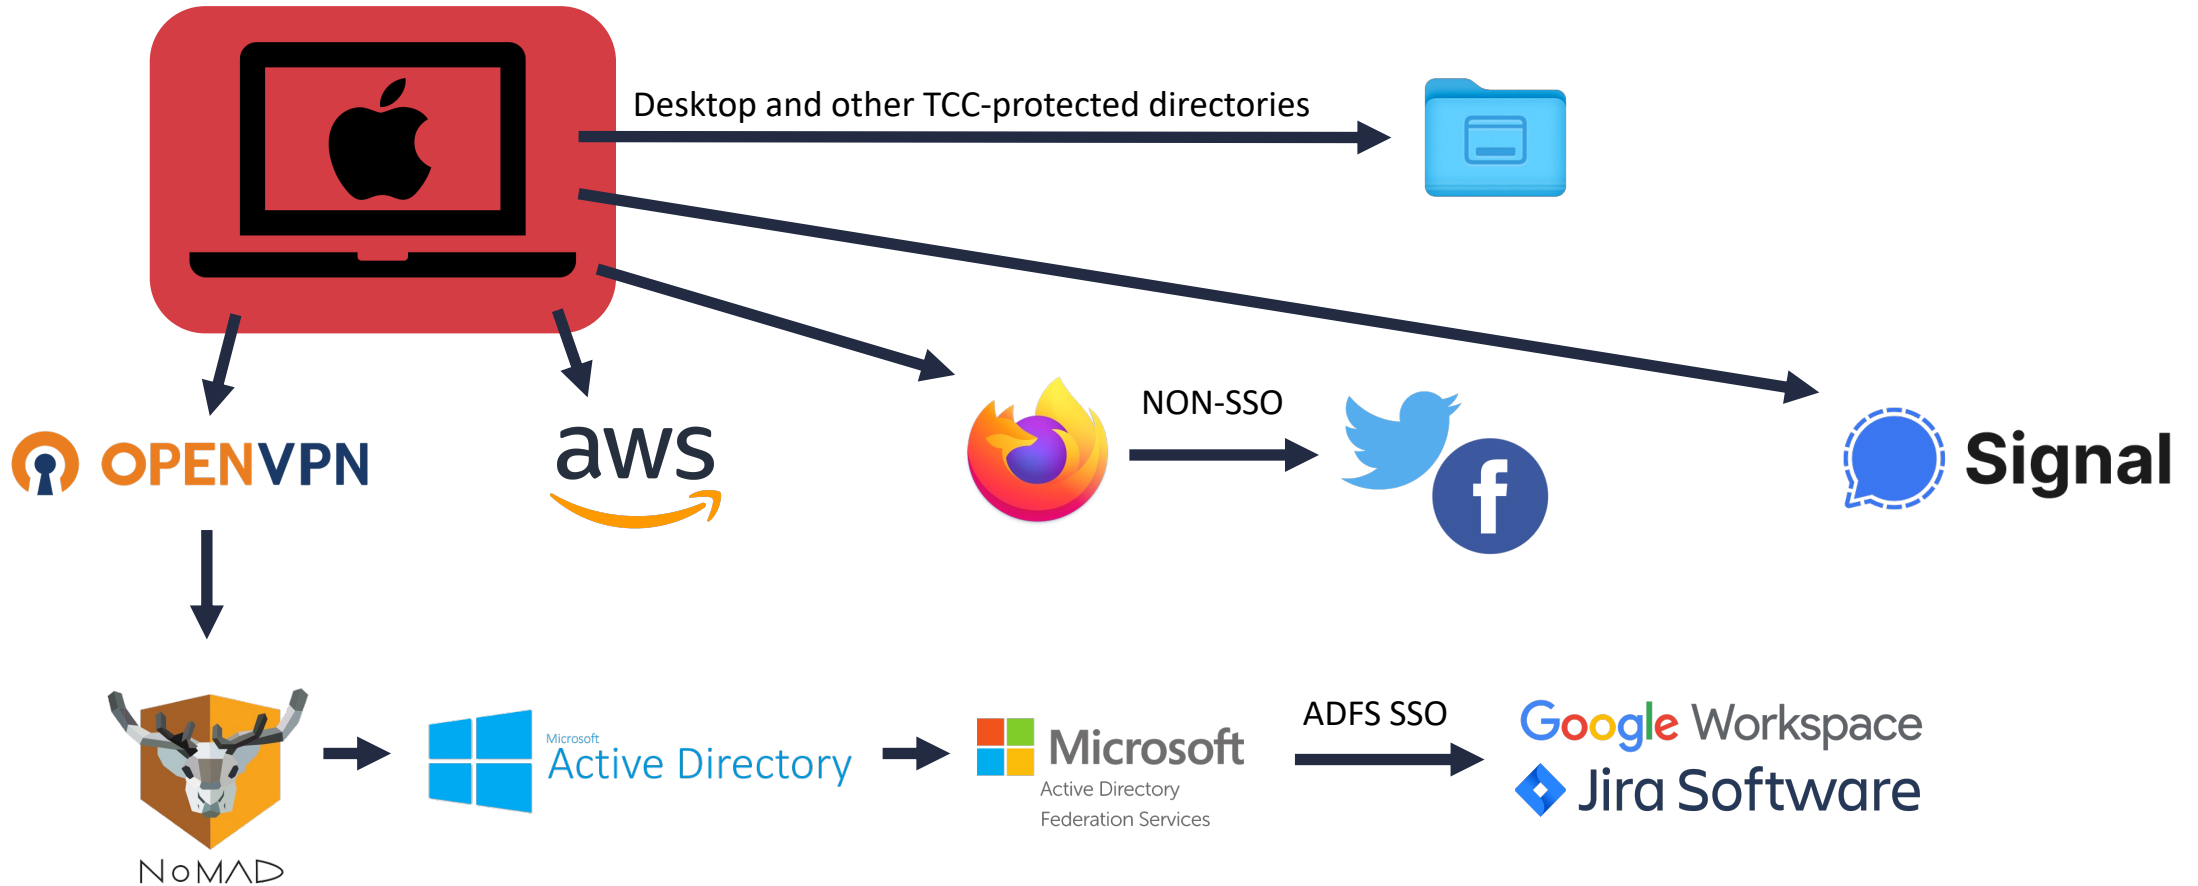 Desktop and other TCC-protected directories
NON-SSO
OPENVPN
aws
f
Signal
ADFS SSO
Microsoft
Active Directory
Microsoft
Active Directory
Federation Services
Google Workspace
Jira Software
NoMAD